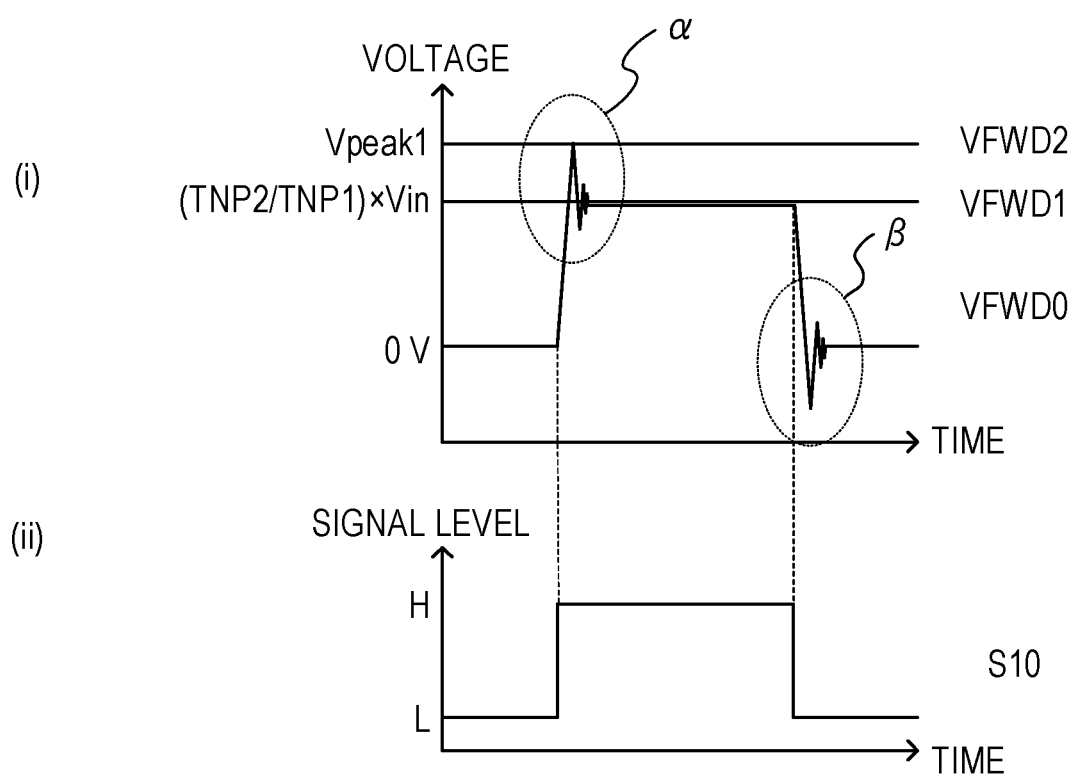 α
VOLTAGE
(i)
Vpeak1
VFWD2
(TNP2/TNP1)×Vin
VFWD1
β
VFWD0
0 V
TIME
(ii)
SIGNAL LEVEL
H
S10
L
TIME